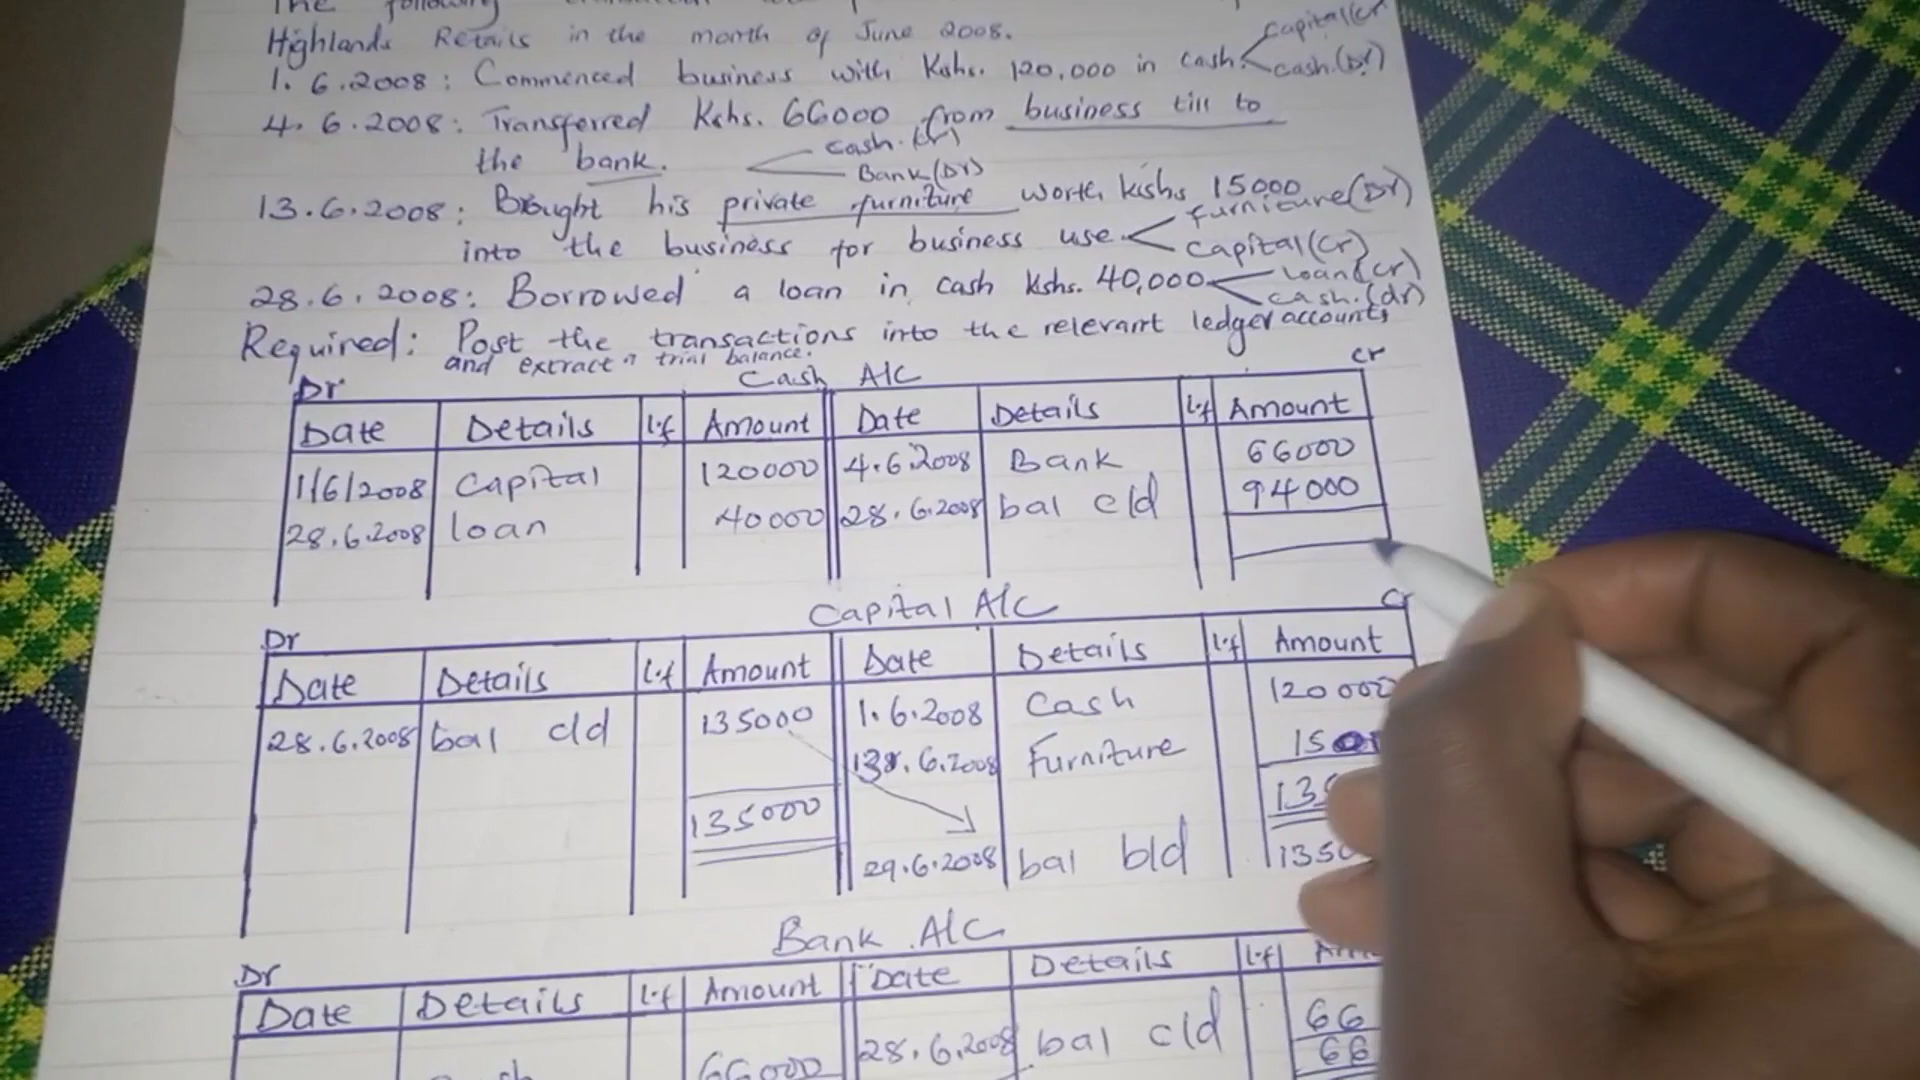 The following
Highlands Retails in the month of June 2008.
capital(cr
1. 6.2008: Commenced business with Kshs. 120,000 in cash.
cash.(Dr)
4. 6.2008: Transferred Kshs. 66000 from business till to
the bank.
cash.(cr)
Bank(Dr)
13.6.2008: Brought his private furniture worth kshs 15000
furniture(Dr)
into the business for business use.
Capital(Cr)
28.6.2008: Borrowed a loan in cash Kshs. 40,000
Loan(cr)
cash.(dr)
Required: Post the transactions into the relevant ledger accounts
and extract a trial balance.
Dr Cash A/C cr
Date Details l.f Amount Date Details l.f Amount
1/6/2008 Capital 120000 4.6.2008 Bank 66000
28.6.2008 loan 40000 28.6.2008 bal c/d 94000
Dr Capital A/C Cr
Date Details l.f Amount Date Details l.f Amount
28.6.2008 bal c/d 135000 1.6.2008 Cash 120000
.6.2008 Furniture
135000
29.6.2008 bal b/d
Dr Bank A/C
Date Details l.f Amount Date Details l.f
66000 28.6.2008 bal c/d 66
66